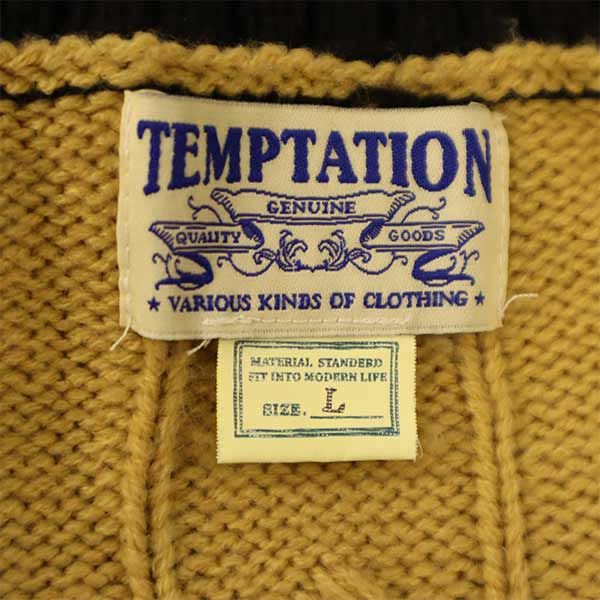 TEMPTATION
GENUINE
QUALITY GOODS
★ VARIOUS KINDS OF CLOTHING ★
MATERIAL STANDERD
FIT INTO MODERN LIFE
SIZE. L